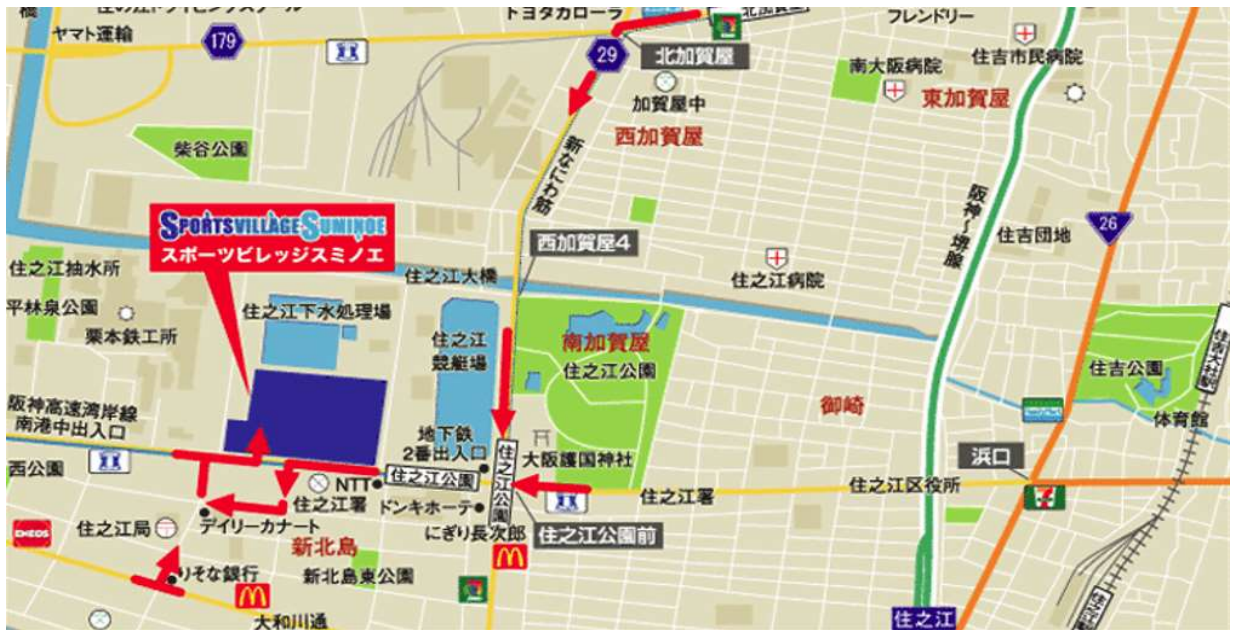 トヨタカローラ
フレンドリー
ヤマト運輸
179
29
北加賀屋
住吉市民病院
南大阪病院
東加賀屋
加賀屋中
西加賀屋
柴谷公園
新なにわ筋
阪神〜堺線
26
SPORTSVILLAGE SUMINOE
スポーツビレッジスミノエ
西加賀屋4
住吉団地
住之江抽水所
住之江大橋
住之江病院
平林泉公園
住之江下水処理場
栗本鉄工所
住之江
競艇場
南加賀屋
住之江公園
住吉大社駅
住吉公園
御崎
体育館
阪神高速湾岸線
南港中出入口
地下鉄
2番出入口
大阪護国神社
浜口
西公園
住之江公園
住之江公園
NTT
住之江署
ドンキホーテ
住之江署
住之江区役所
デイリーカナート
にぎり長次郎
住之江公園前
住之江局
ENEOS
新北島
りそな銀行
新北島東公園
大和川通
住之江